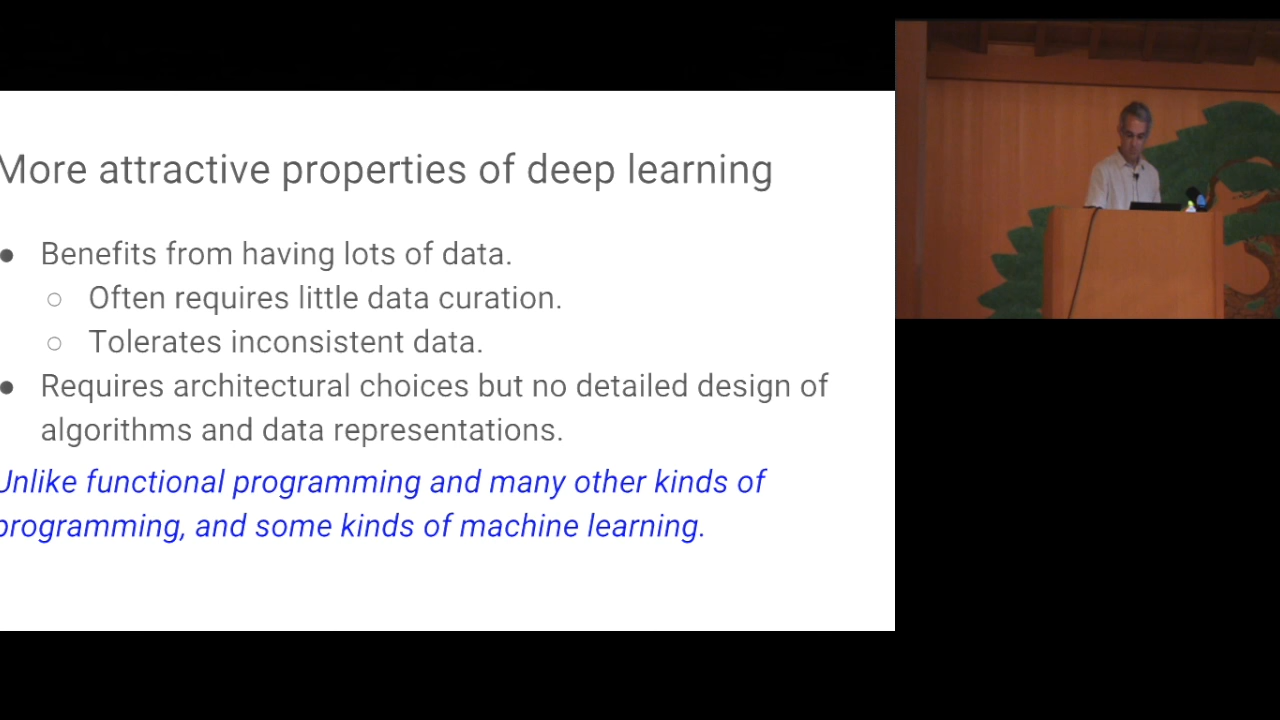 More attractive properties of deep learning
● Benefits from having lots of data.
○ Often requires little data curation.
○ Tolerates inconsistent data.
● Requires architectural choices but no detailed design of
algorithms and data representations.
Unlike functional programming and many other kinds of
programming, and some kinds of machine learning.